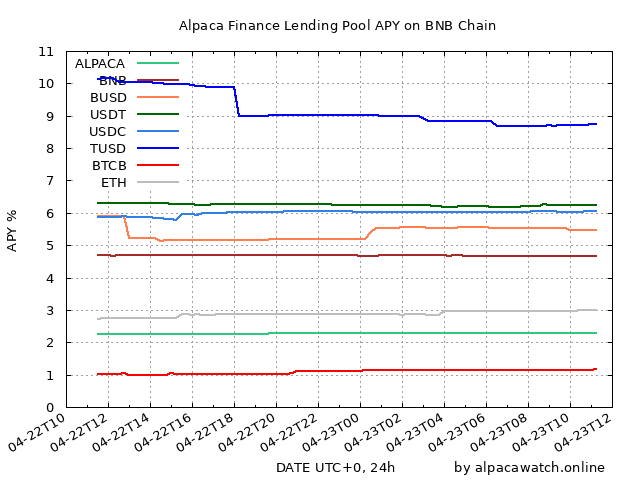 Alpaca Finance Lending Pool APY on BNB Chain
11
10
9
8
7
6
5
4
3
2
1
0
APY %
ALPACA
BNB
BUSD
USDT
USDC
TUSD
BTCB
ETH
04-22T10
04-22T12
04-22T14
04-22T16
04-22T18
04-22T20
04-22T22
04-23T00
04-23T02
04-23T04
04-23T06
04-23T08
04-23T10
04-23T12
DATE UTC+0, 24h
by alpacawatch.online